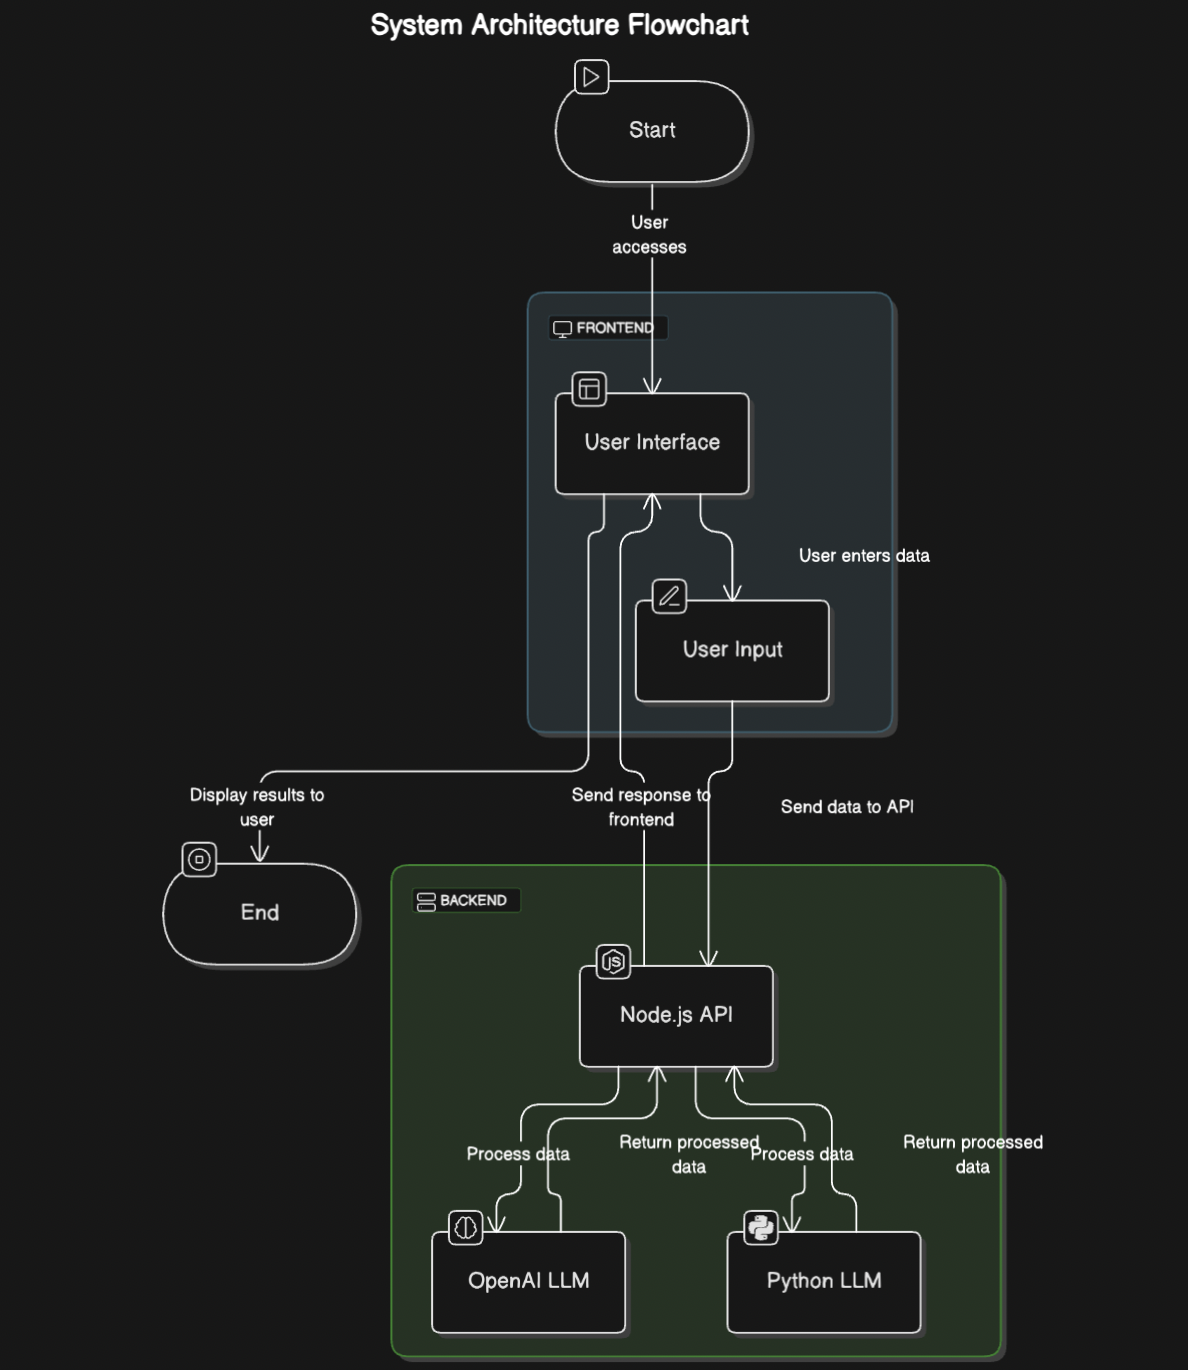 System Architecture Flowchart
Start
User
accesses
FRONTEND
User Interface
User enters data
User Input
Display results to
user
Send response to
frontend
Send data to API
End
BACKEND
JS
Node.js API
Process data
Return processed
data
Process data
Return processed
data
OpenAI LLM
Python LLM